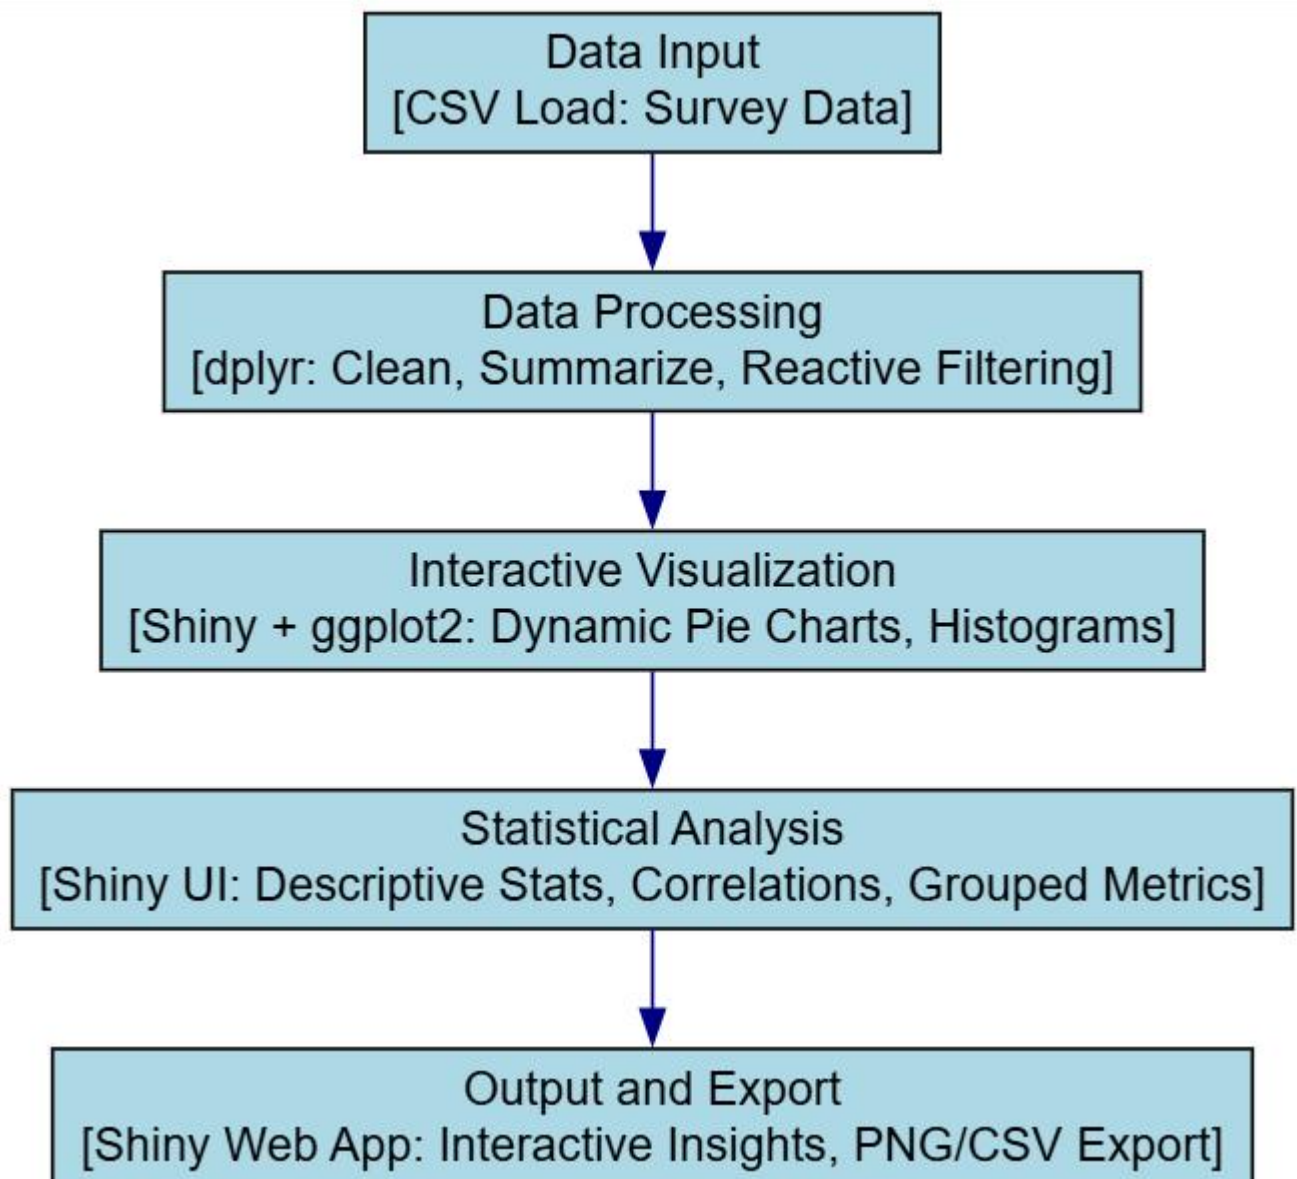 Data Input
[CSV Load: Survey Data]
Data Processing
[dplyr: Clean, Summarize, Reactive Filtering]
Interactive Visualization
[Shiny + ggplot2: Dynamic Pie Charts, Histograms]
Statistical Analysis
[Shiny UI: Descriptive Stats, Correlations, Grouped Metrics]
Output and Export
[Shiny Web App: Interactive Insights, PNG/CSV Export]